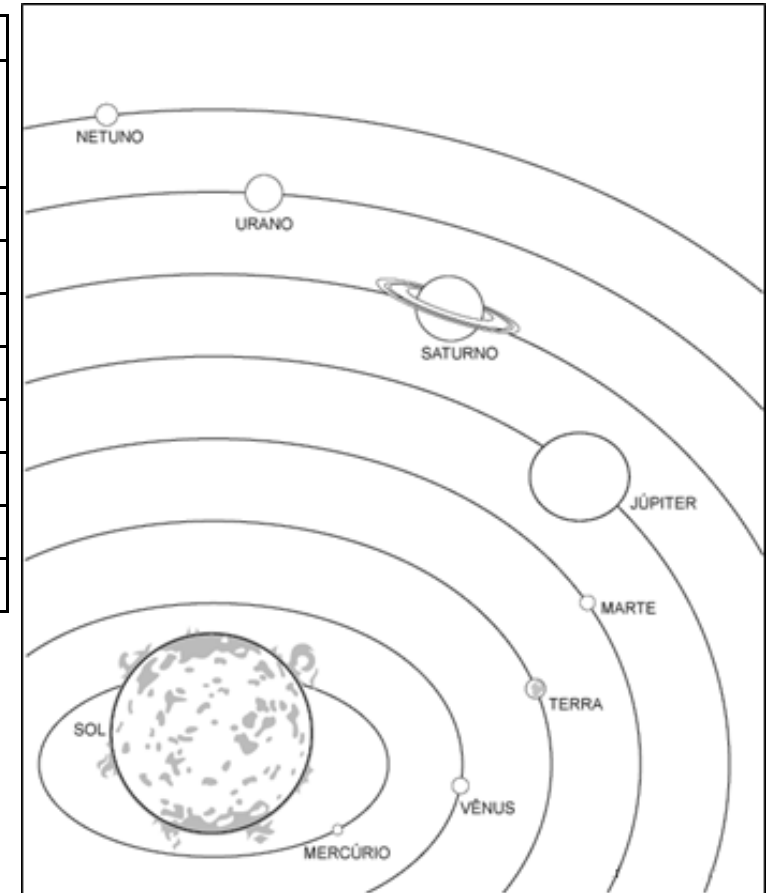 NETUNO
URANO
SATURNO
JÚPITER
MARTE
TERRA
SOL
VÊNUS
MERCÚRIO